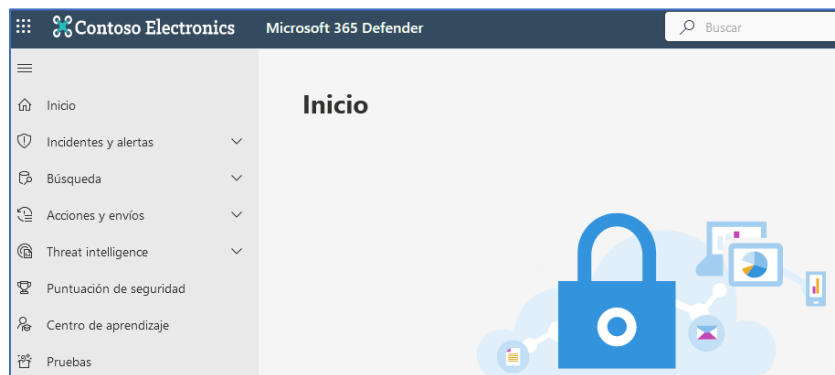 Contoso Electronics Microsoft 365 Defender Buscar
Inicio
Inicio
Incidentes y alertas
Búsqueda
Acciones y envíos
Threat intelligence
Puntuación de seguridad
Centro de aprendizaje
Pruebas